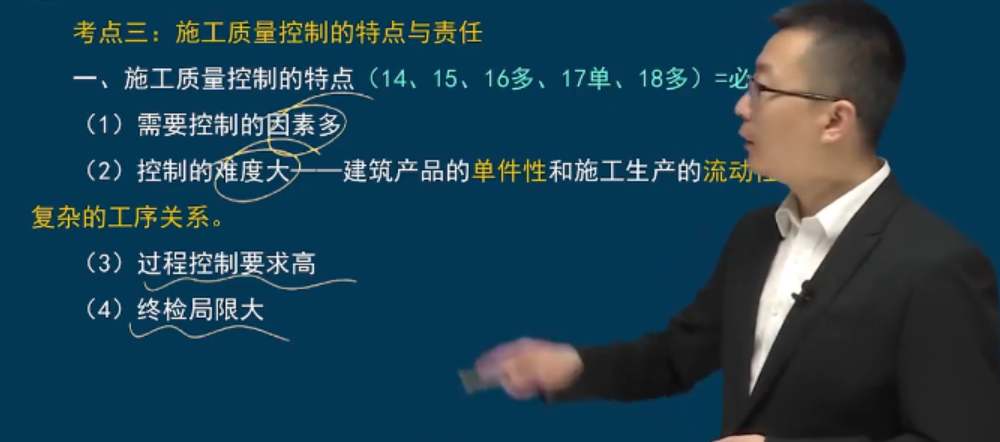 考点三：施工质量控制的特点与责任
一、施工质量控制的特点（14、15、16多、17单、18多）=必
（1）需要控制的因素多
（2）控制的难度大——建筑产品的单件性和施工生产的流动性
复杂的工序关系。
（3）过程控制要求高
（4）终检局限大